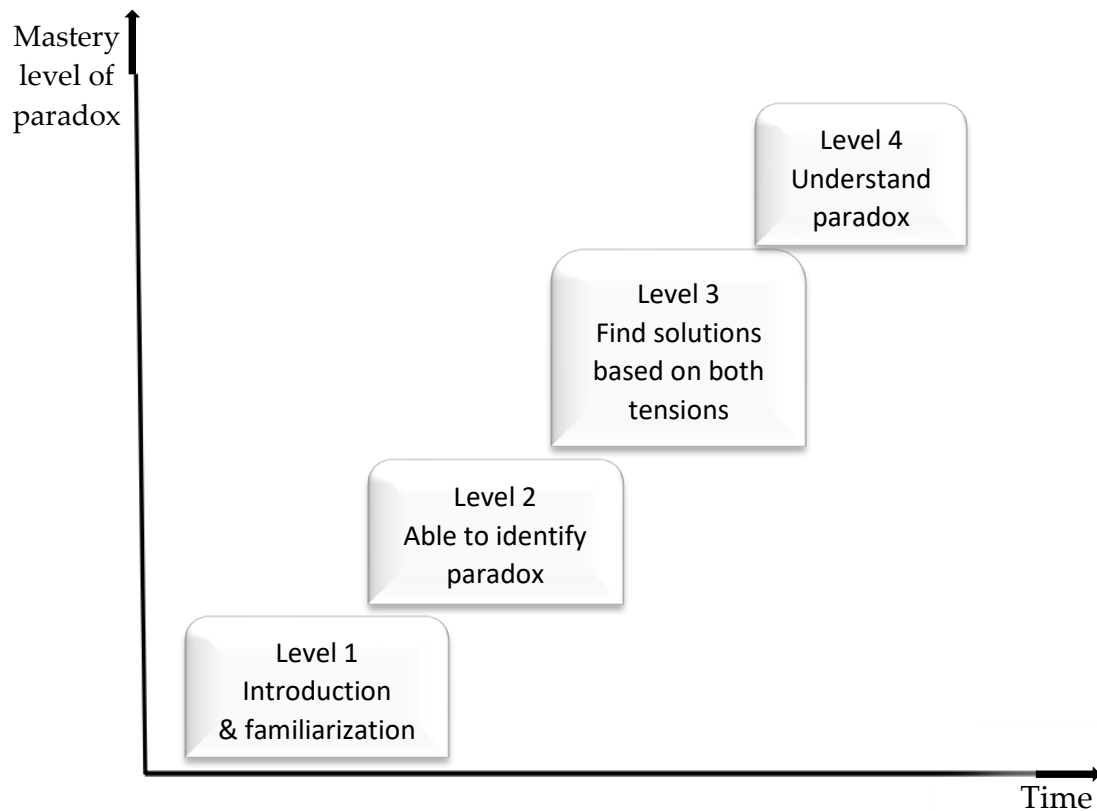 Mastery
level of
paradox
Level 4
Understand
paradox
Level 3
Find solutions
based on both
tensions
Level 2
Able to identify
paradox
Level 1
Introduction
& familiarization
Time